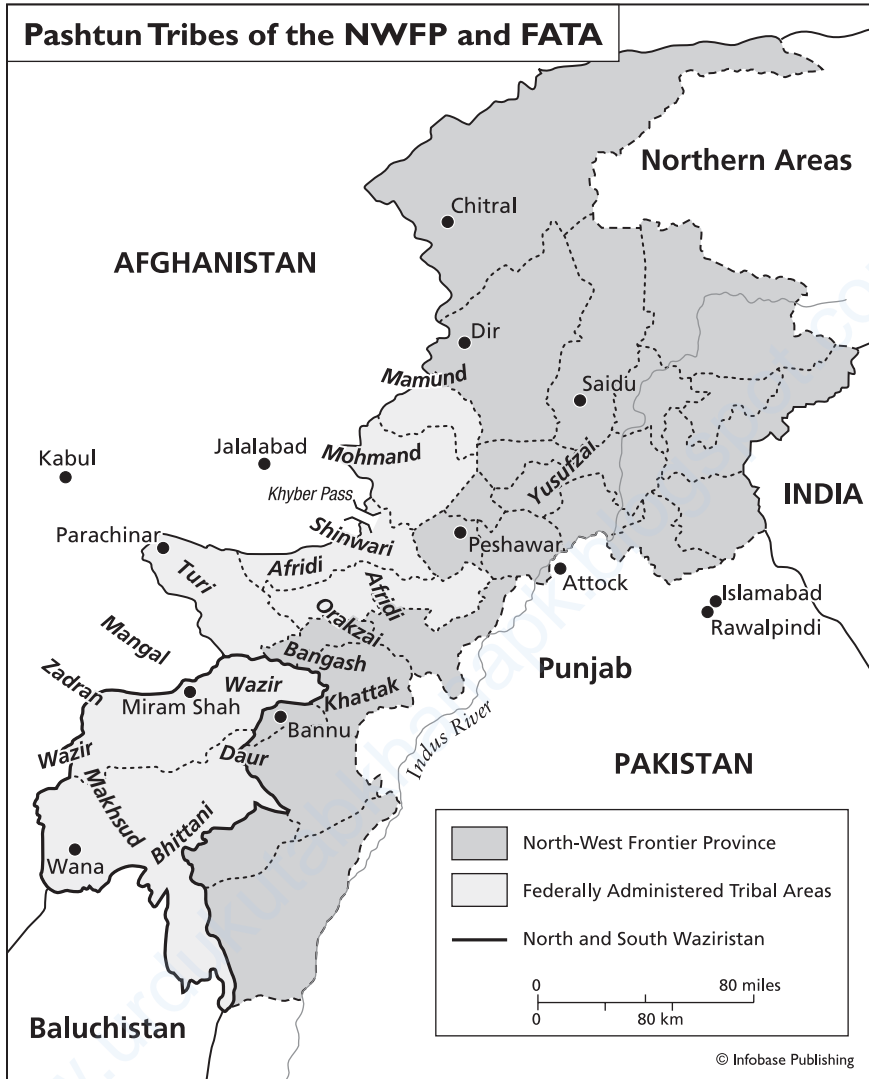 Pashtun Tribes of the NWFP and FATA
Northern Areas
Chitral
AFGHANISTAN
Dir
Mamund
Saidu
Kabul
Jalalabad
Mohmand
Yusufzai
Khyber Pass
INDIA
Parachinar
Shinwari
Peshawar
Attock
Turi
Afridi
Afridi
Islamabad
Rawalpindi
Orakzai
Mangal
Bangash
Punjab
Zadran
Wazir
Khattak
Miram Shah
Bannu
Indus River
Wazir
Daur
PAKISTAN
Makhsud
Bhittani
Wana
North-West Frontier Province
Federally Administered Tribal Areas
North and South Waziristan
0 80 miles
0 80 km
Baluchistan
© Infobase Publishing